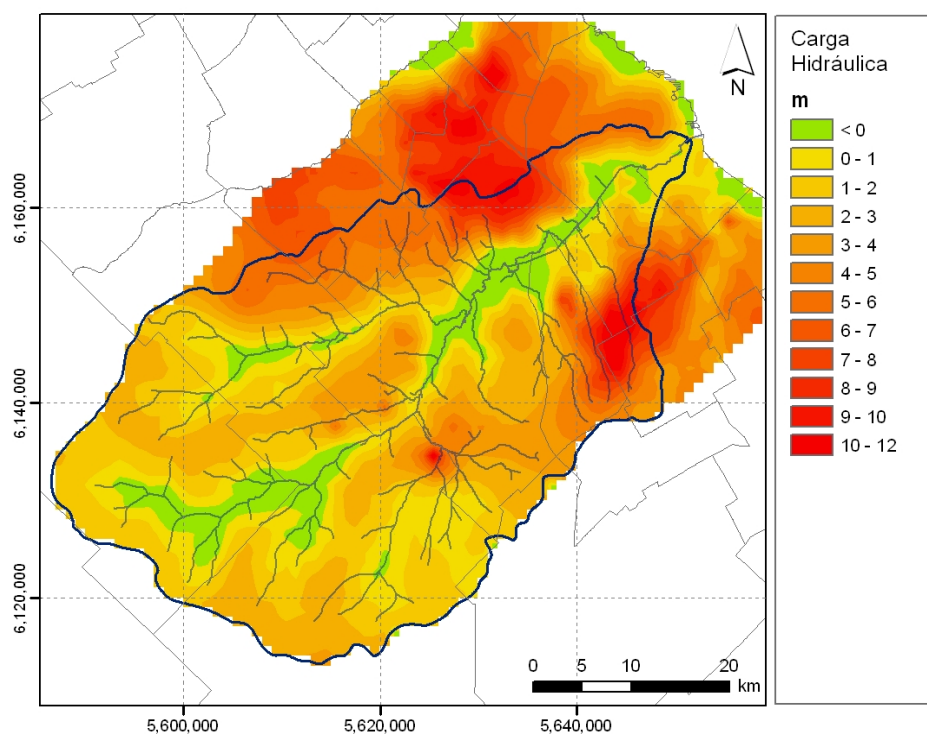 N
6,160,000
6,140,000
6,120,000
5,600,000
5,620,000
5,640,000
0 5 10 20
km
Carga
Hidráulica
m
< 0
0 - 1
1 - 2
2 - 3
3 - 4
4 - 5
5 - 6
6 - 7
7 - 8
8 - 9
9 - 10
10 - 12